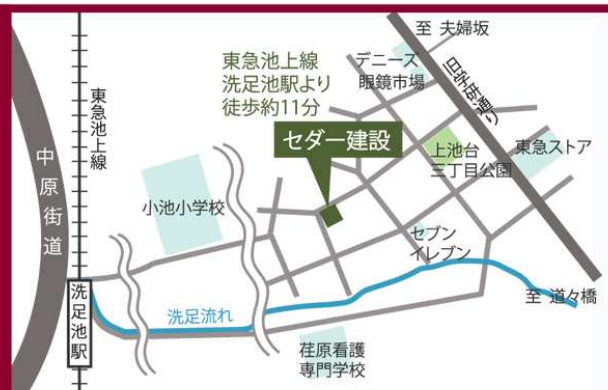 至 夫婦坂
デニーズ
眼鏡市場
旧学研通り
東急池上線
洗足池駅より
徒歩約11分
セダー建設
上池台
三丁目公園
東急ストア
東急池上線
中原街道
小池小学校
セブン
イレブン
至 道々橋
洗足池駅
洗足流れ
荏原看護
専門学校